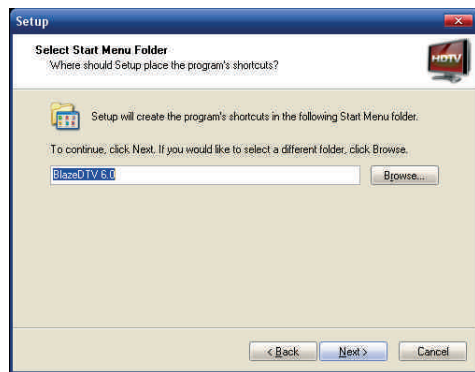 Setup
Select Start Menu Folder
Where should Setup place the program's shortcuts?
HDTV
Setup will create the program's shortcuts in the following Start Menu folder.
To continue, click Next. If you would like to select a different folder, click Browse.
BlazeDTV 6.0
Browse...
< Back
Next >
Cancel